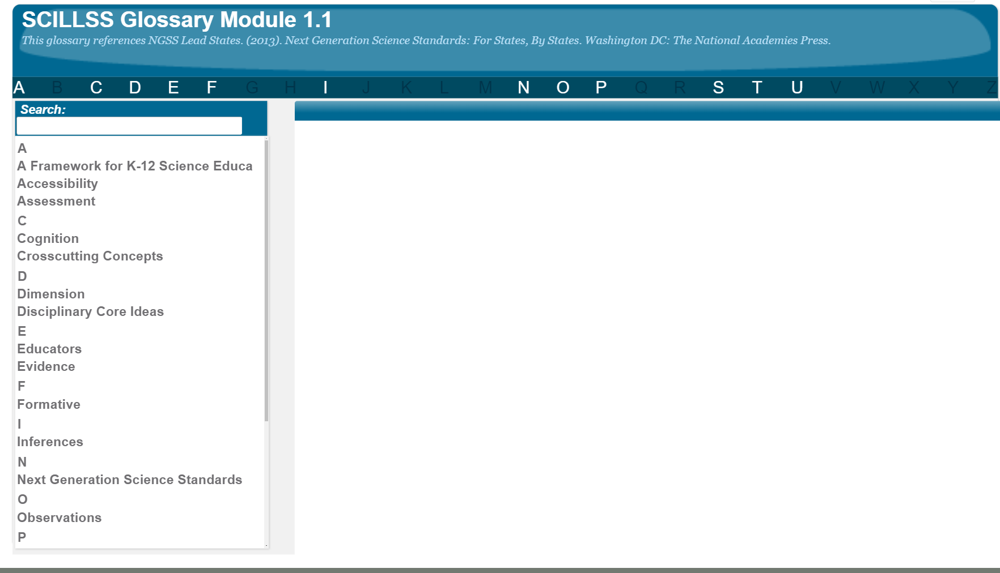 SCILLSS Glossary Module 1.1
This glossary references NGSS Lead States. (2013). Next Generation Science Standards: For States, By States. Washington DC: The National Academies Press.
A B C D E F G H I J K L M N O P Q R S T U V W X Y Z
Search:
A
A Framework for K-12 Science Educa
Accessibility
Assessment
C
Cognition
Crosscutting Concepts
D
Dimension
Disciplinary Core Ideas
E
Educators
Evidence
F
Formative
I
Inferences
N
Next Generation Science Standards
O
Observations
P